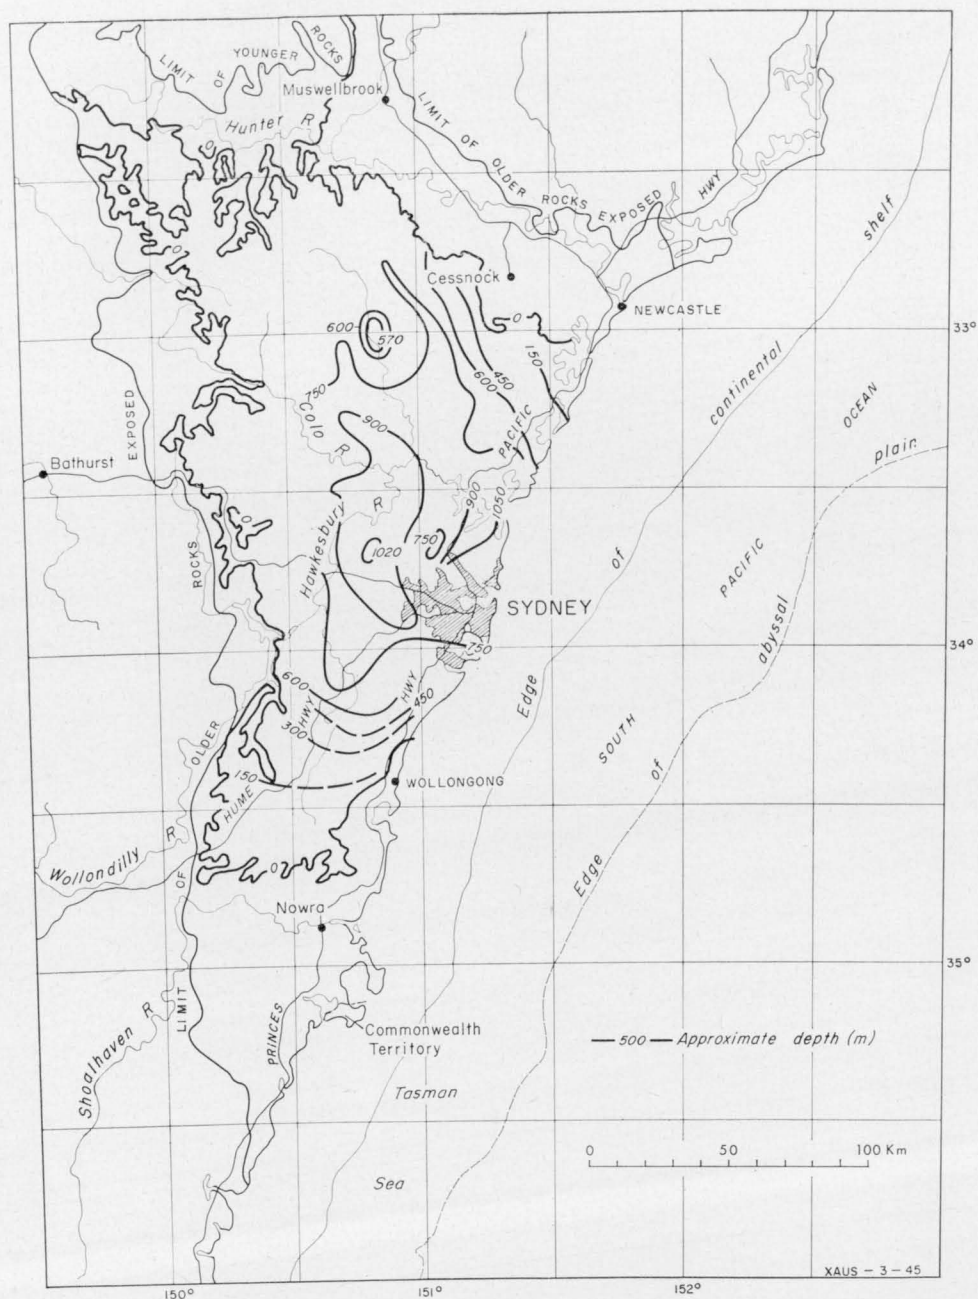 LIMIT OF YOUNGER ROCKS
Muswellbrook
Hunter R
LIMIT OF OLDER ROCKS EXPOSED
HWY
0
0
shelf
Cessnock
0
NEWCASTLE
600
570
150
33°
750
450
600
continental
EXPOSED
Colo R
900
PACIFIC
OCEAN
plain
Bathurst
R
900
1050
0
Hawkesbury
1020
750
of
ROCKS
PACIFIC
SYDNEY
abyssal
750
34°
600
HWY
450
Edge
HWY
300
SOUTH
OLDER
150
WOLLONGONG
of
HUME
Wollondilly R
0
Edge
OF
Nowra
35°
LIMIT
Shoalhaven R
PRINCES
Commonwealth
Territory
— 500 — Approximate depth (m)
Tasman
0 50 100 Km
Sea
XAUS - 3 - 45
150° 151° 152°